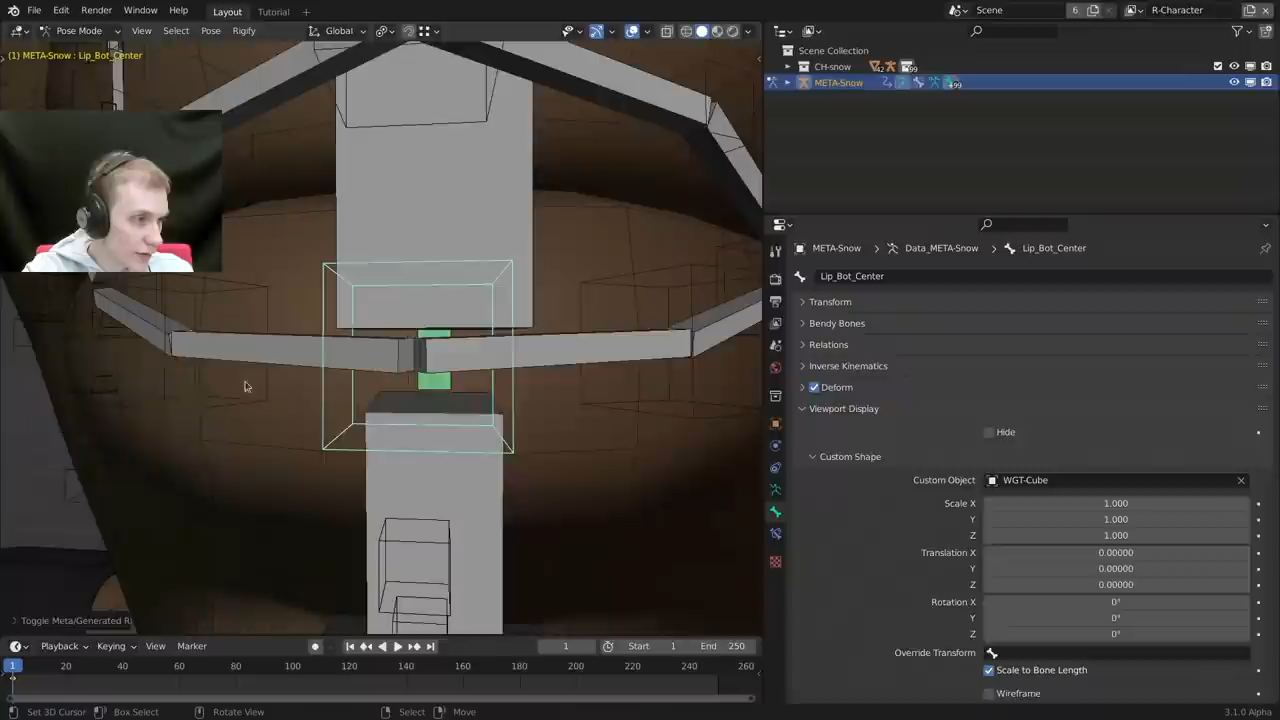 File Edit Render Window Help Layout Tutorial + Scene 6 R-Character
Pose Mode View Select Pose Rigify Global
(1) META-Snow : Lip_Bot_Center
Scene Collection
CH-snow
META-Snow 99
META-Snow > Data_META-Snow > Lip_Bot_Center
Lip_Bot_Center
Transform
Bendy Bones
Relations
Inverse Kinematics
Deform
Viewport Display
Hide
Custom Shape
Custom Object WGT-Cube
Scale X 1.000
Y 1.000
Z 1.000
Translation X 0.00000
Y 0.00000
Z 0.00000
Rotation X 0°
Y 0°
Z 0°
Override Transform
Scale to Bone Length
Wireframe
Toggle Meta/Generated R
Playback Keying View Marker 1 Start 1 End 250
1 20 40 60 80 100 120 140 160 180 200 220 240 260
Set 3D Cursor Box Select Rotate View Select Move 3.1.0 Alpha